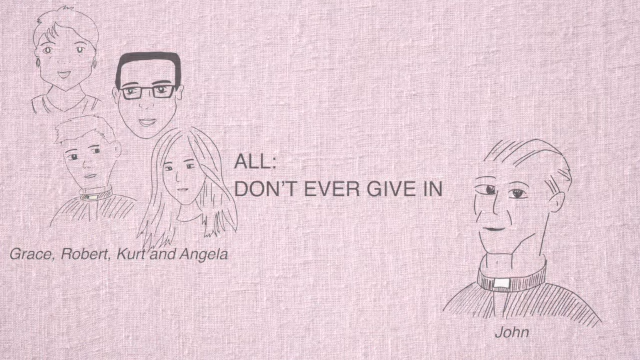 ALL:
DON'T EVER GIVE IN
Grace, Robert, Kurt and Angela
John